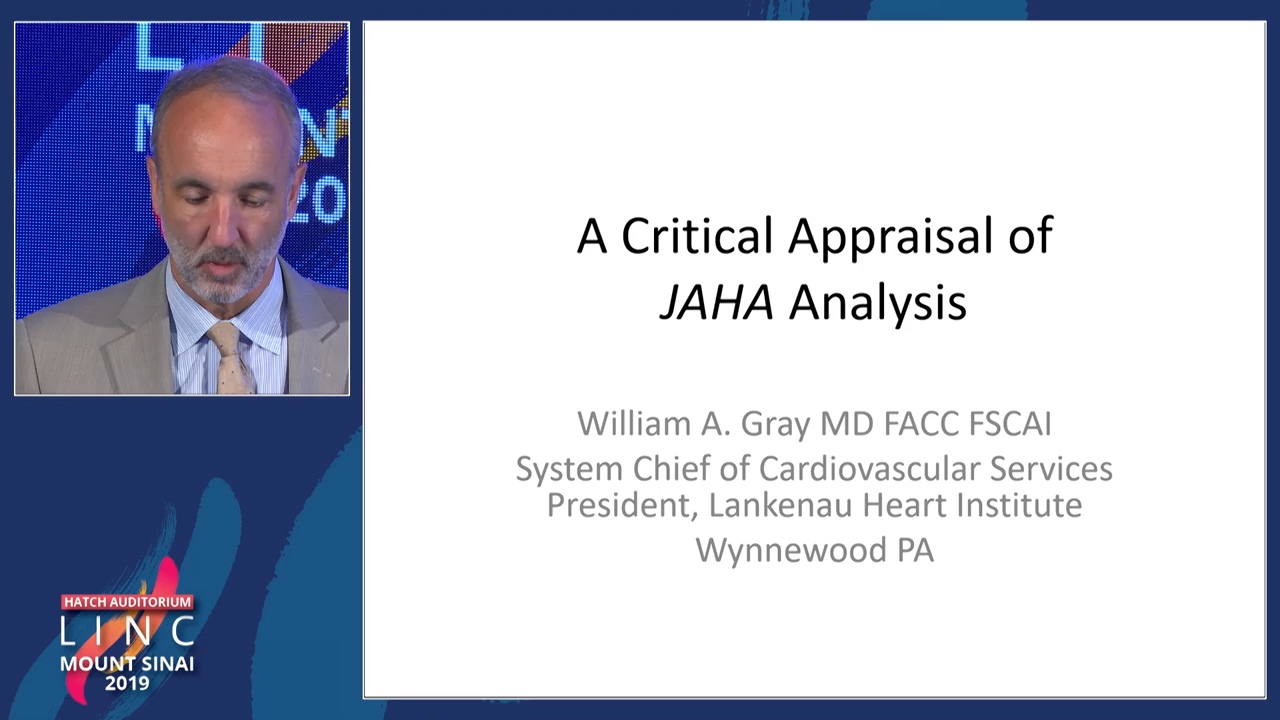 A Critical Appraisal of
JAHA Analysis
William A. Gray MD FACC FSCAI
System Chief of Cardiovascular Services
President, Lankenau Heart Institute
Wynnewood PA
HATCH AUDITORIUM
LINC
MOUNT SINAI
2019